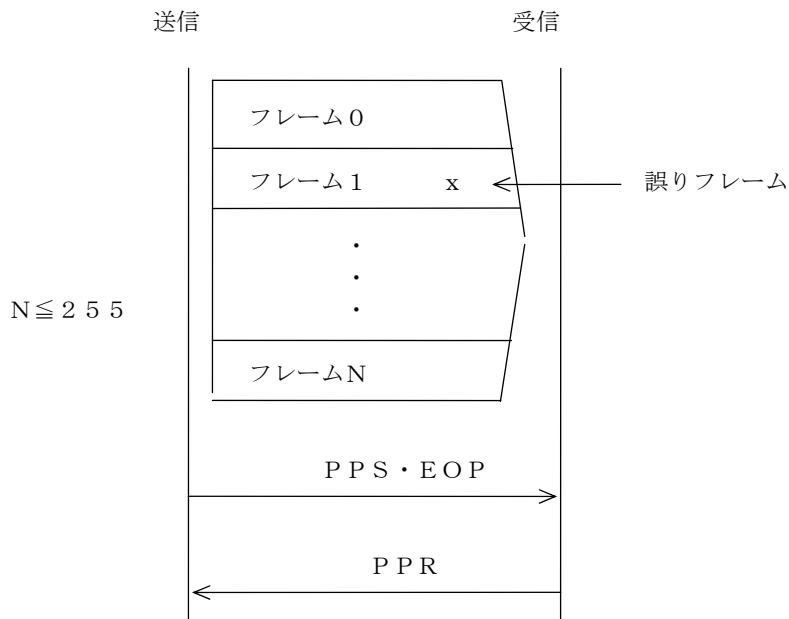 送信
受信
フレーム０
フレーム１
x
誤りフレーム
・
・
・
Ｎ≦２５５
フレームＮ
ＰＰＳ・ＥＯＰ
ＰＰＲ